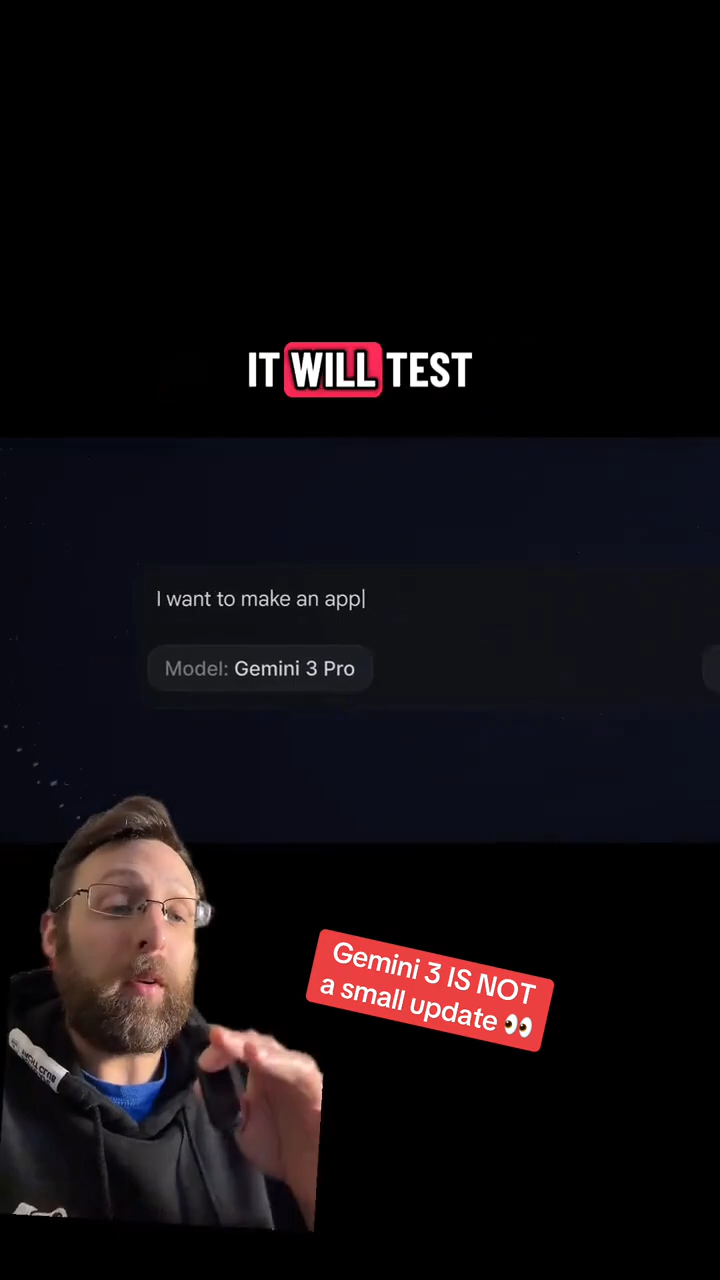 IT WILL TEST
I want to make an app|
Model: Gemini 3 Pro
Gemini 3 IS NOT
a small update 👀